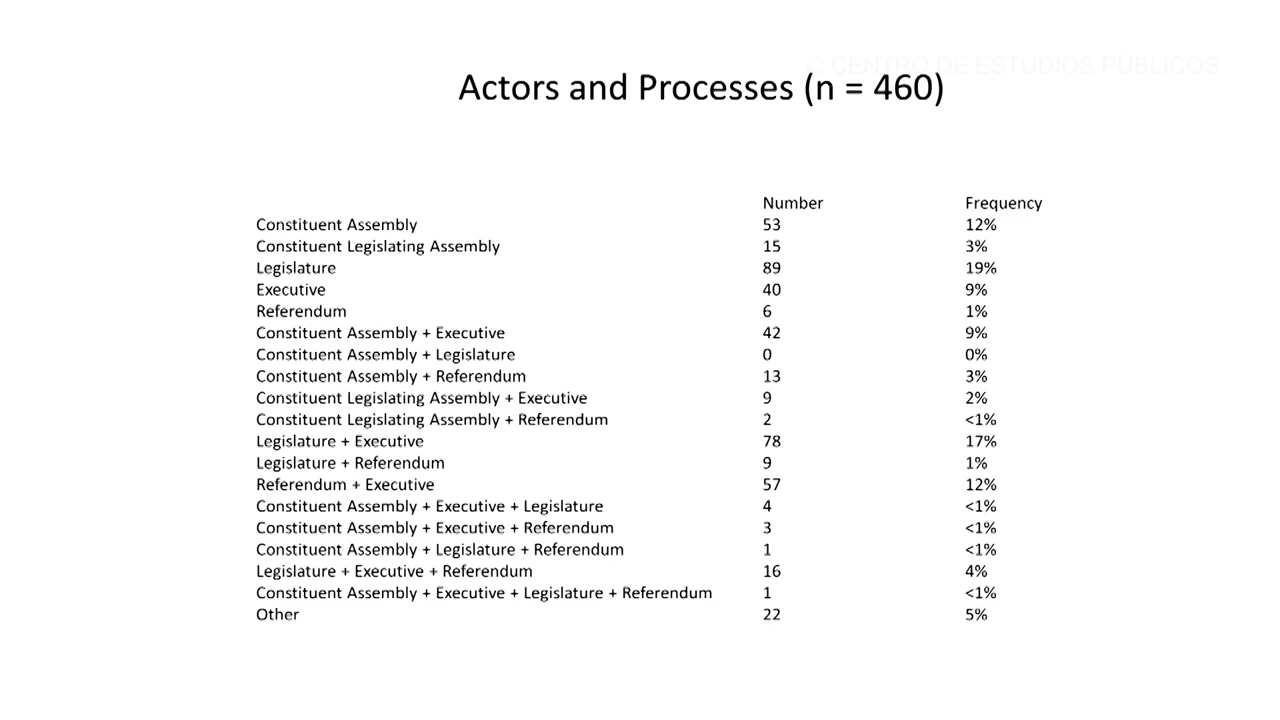 © CENTRO DE ESTUDIOS PÚBLICOS
Actors and Processes (n = 460)
Number Frequency
Constituent Assembly 53 12%
Constituent Legislating Assembly 15 3%
Legislature 89 19%
Executive 40 9%
Referendum 6 1%
Constituent Assembly + Executive 42 9%
Constituent Assembly + Legislature 0 0%
Constituent Assembly + Referendum 13 3%
Constituent Legislating Assembly + Executive 9 2%
Constituent Legislating Assembly + Referendum 2 <1%
Legislature + Executive 78 17%
Legislature + Referendum 9 1%
Referendum + Executive 57 12%
Constituent Assembly + Executive + Legislature 4 <1%
Constituent Assembly + Executive + Referendum 3 <1%
Constituent Assembly + Legislature + Referendum 1 <1%
Legislature + Executive + Referendum 16 4%
Constituent Assembly + Executive + Legislature + Referendum 1 <1%
Other 22 5%